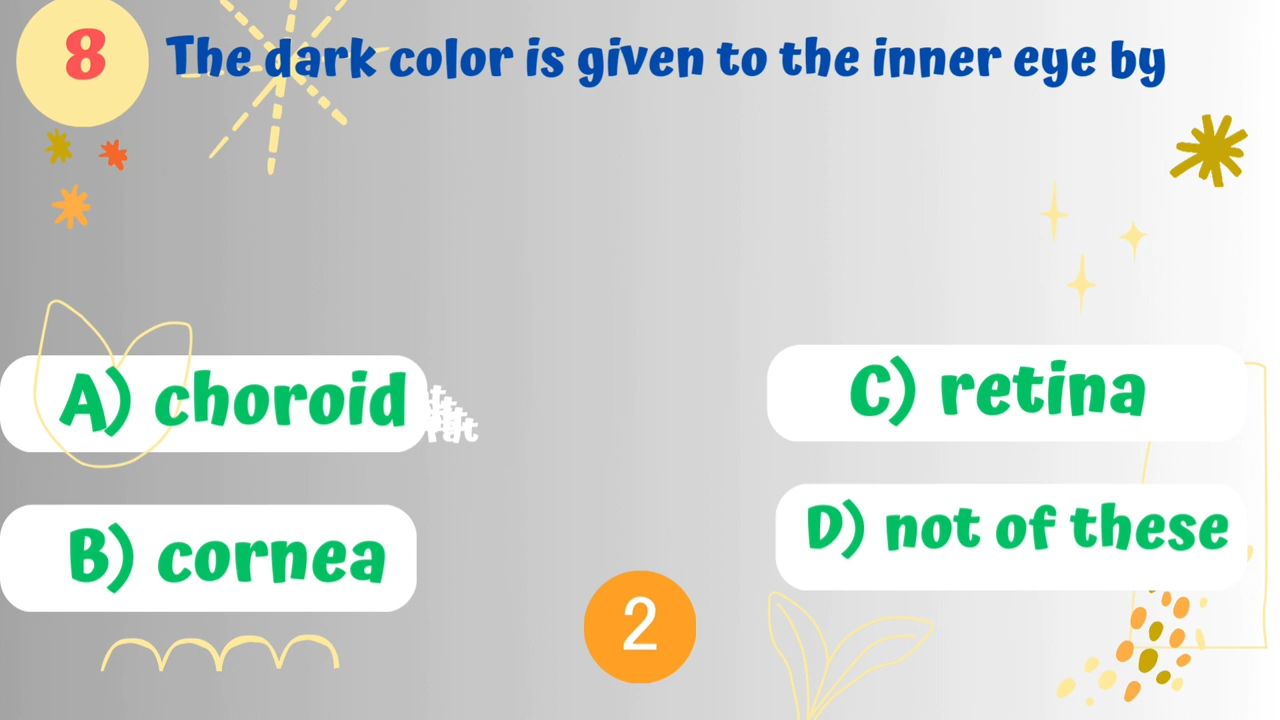 8
The dark color is given to the inner eye by
A) choroid
C) retina
B) cornea
D) not of these
2